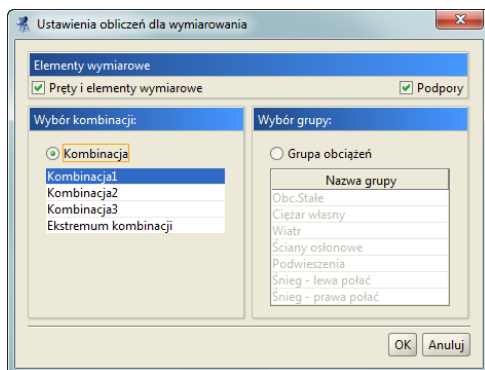 Ustawienia obliczeń dla wymiarowania
Elementy wymiarowe
Pręty i elementy wymiarowe
Podpory
Wybór kombinacji:
Kombinacja
Kombinacja1
Kombinacja2
Kombinacja3
Ekstremum kombinacji
Wybór grupy:
Grupa obciążeń
Nazwa grupy
Obc.Stałe
Ciężar własny
Wiatr
Ściany osłonowe
Podwieszenia
Śnieg - lewa połać
Śnieg - prawa połać
OK
Anuluj